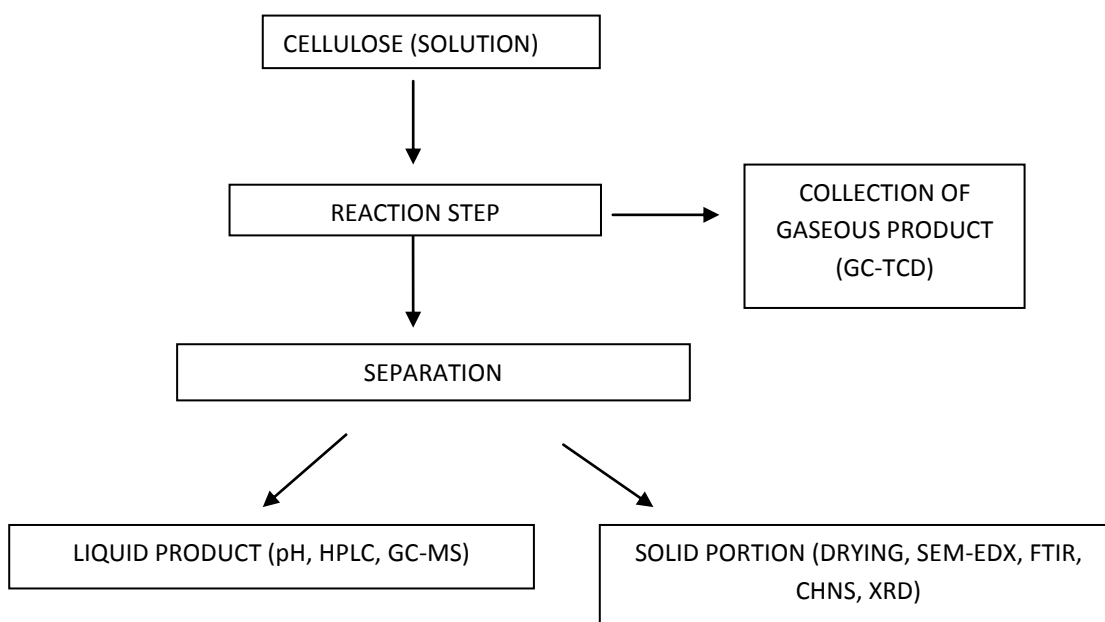 CELLULOSE (SOLUTION)
REACTION STEP
COLLECTION OF
GASEOUS PRODUCT
(GC-TCD)
SEPARATION
LIQUID PRODUCT (pH, HPLC, GC-MS)
SOLID PORTION (DRYING, SEM-EDX, FTIR,
CHNS, XRD)